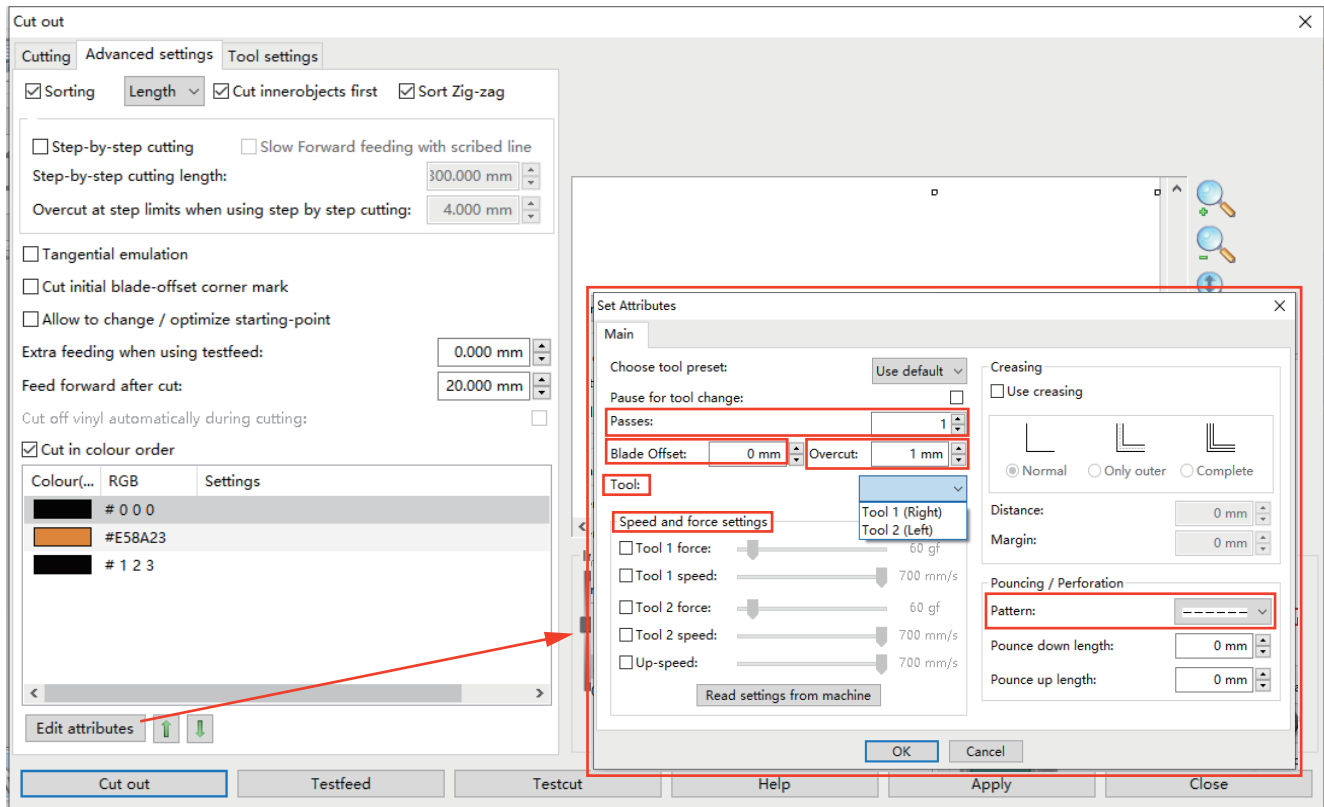 Cut out
Cutting Advanced settings Tool settings
Sorting Length Cut innerobjects first Sort Zig-zag
Step-by-step cutting Slow Forward feeding with scribed line
Step-by-step cutting length: 300.000 mm
Overcut at step limits when using step by step cutting: 4.000 mm
Tangential emulation
Cut initial blade-offset corner mark
Allow to change / optimize starting-point
Extra feeding when using testfeed: 0.000 mm
Feed forward after cut: 20.000 mm
Cut off vinyl automatically during cutting:
Cut in colour order
Colour(... RGB Settings
# 0 0 0
#E58A23
# 1 2 3
Edit attributes
Set Attributes
Main
Choose tool preset: Use default
Pause for tool change:
Passes: 1
Blade Offset: 0 mm Overcut: 1 mm
Tool:
Tool 1 (Right)
Tool 2 (Left)
Speed and force settings
Tool 1 force: 60 gf
Tool 1 speed: 700 mm/s
Tool 2 force: 60 gf
Tool 2 speed: 700 mm/s
Up-speed: 700 mm/s
Read settings from machine
Creasing
Use creasing
Normal Only outer Complete
Distance: 0 mm
Margin: 0 mm
Pouncing / Perforation
Pattern:
Pounce down length: 0 mm
Pounce up length: 0 mm
OK Cancel
Cut out Testfeed Testcut Help Apply Close